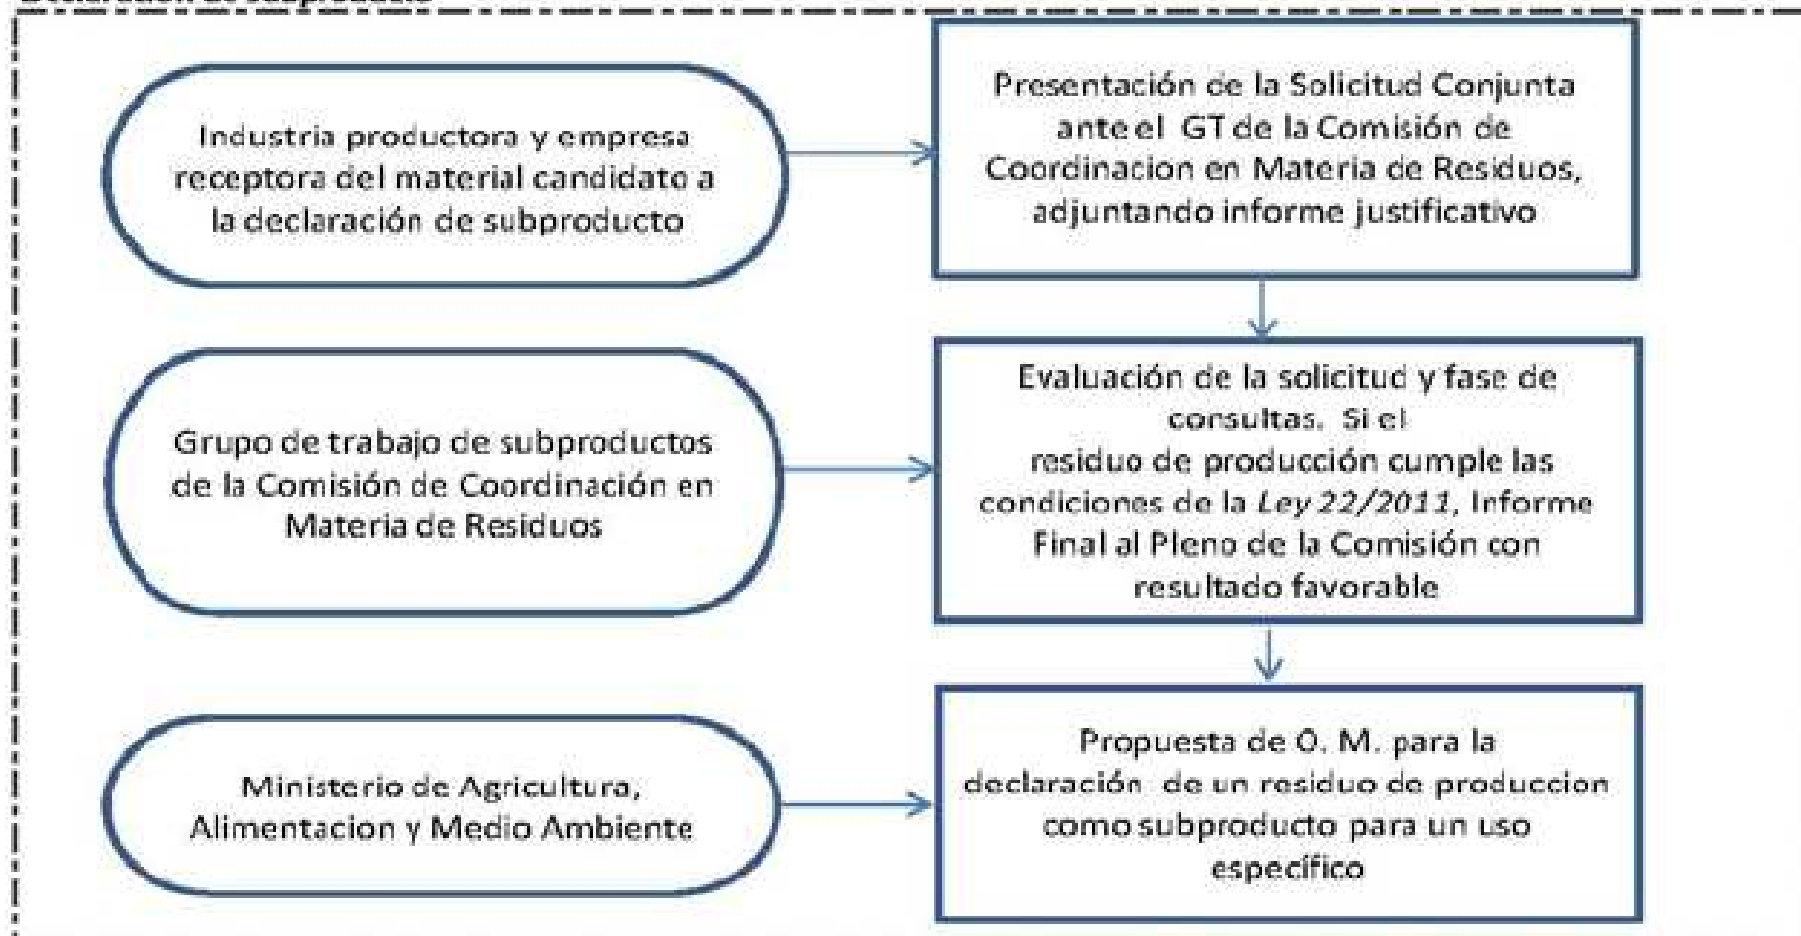 Declaración de subproducto
Industria productora y empresa
receptora del material candidato a
la declaración de subproducto
Presentación de la Solicitud Conjunta
ante el GT de la Comisión de
Coordinacion en Materia de Residuos,
adjuntando informe justificativo
Grupo de trabajo de subproductos
de la Comisión de Coordinación en
Materia de Residuos
Evaluación de la solicitud y fase de
consultas. Si el
residuo de producción cumple las
condiciones de la Ley 22/2011, Informe
Final al Pleno de la Comisión con
resultado favorable
Ministerio de Agricultura,
Alimentacion y Medio Ambiente
Propuesta de O. M. para la
declaración de un residuo de produccion
como subproducto para un uso
específico